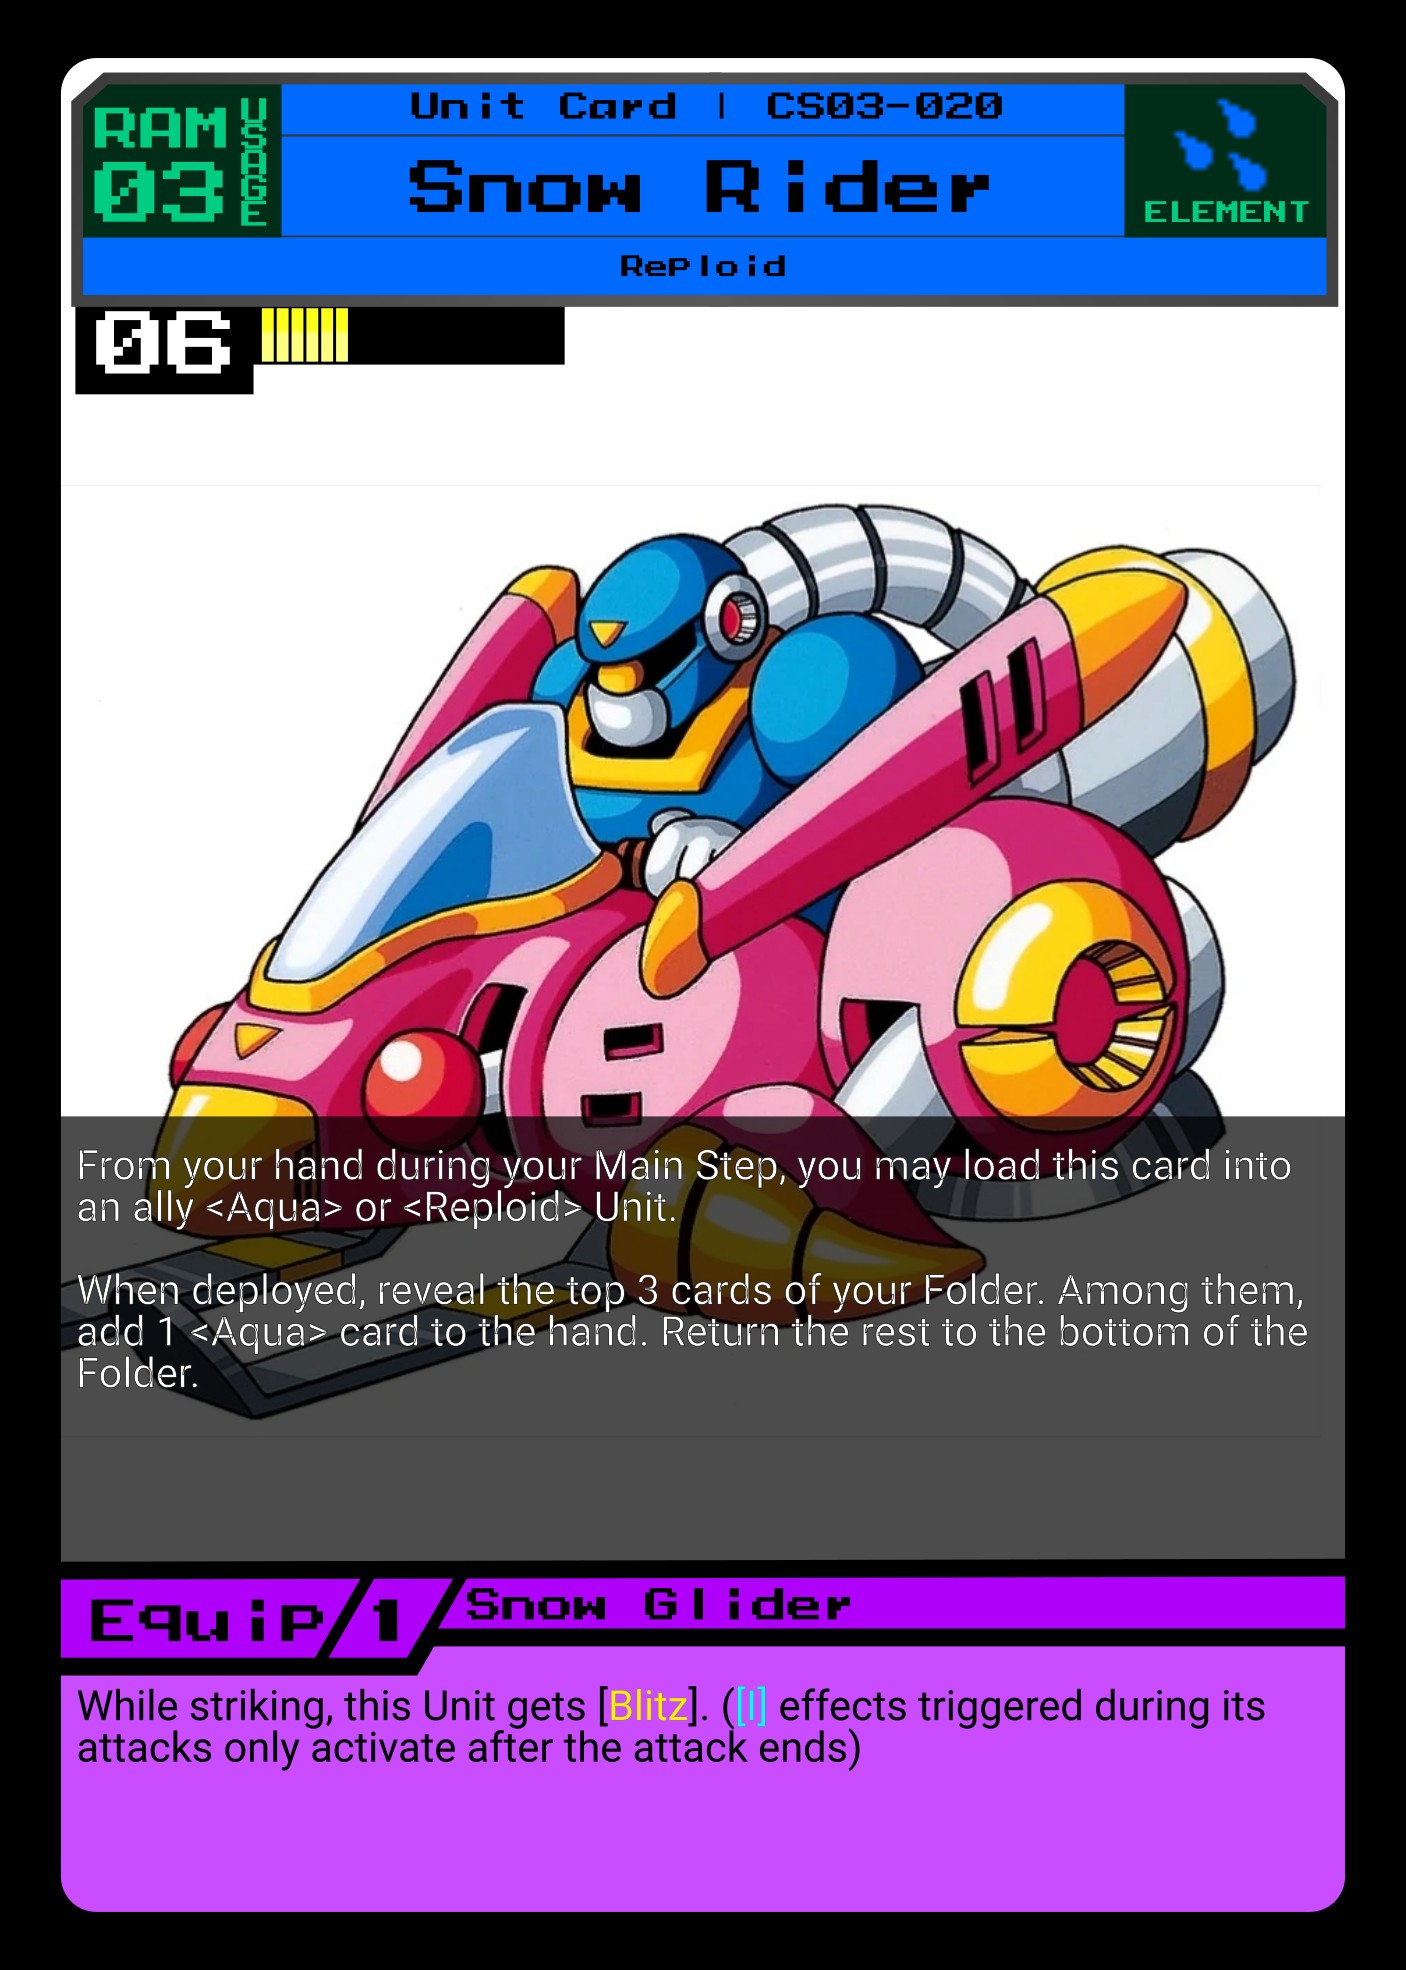 RAM
03
USAGE
Unit Card | CS03-020
Snow Rider
Reploid
ELEMENT
06
From your hand during your Main Step, you may load this card into
an ally <Aqua> or <Reploid> Unit.
When deployed, reveal the top 3 cards of your Folder. Among them,
add 1 <Aqua> card to the hand. Return the rest to the bottom of the
Folder.
Equip/1
Snow Glider
While striking, this Unit gets [Blitz]. ([I] effects triggered during its
attacks only activate after the attack ends)